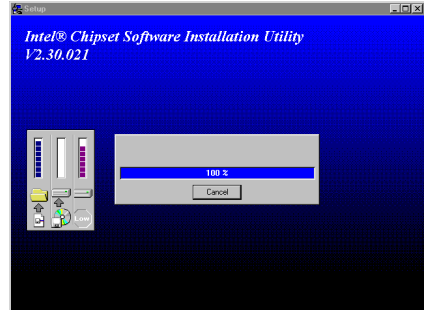 Setup
Intel® Chipset Software Installation Utility
V2.30.021
100 %
Cancel
Low